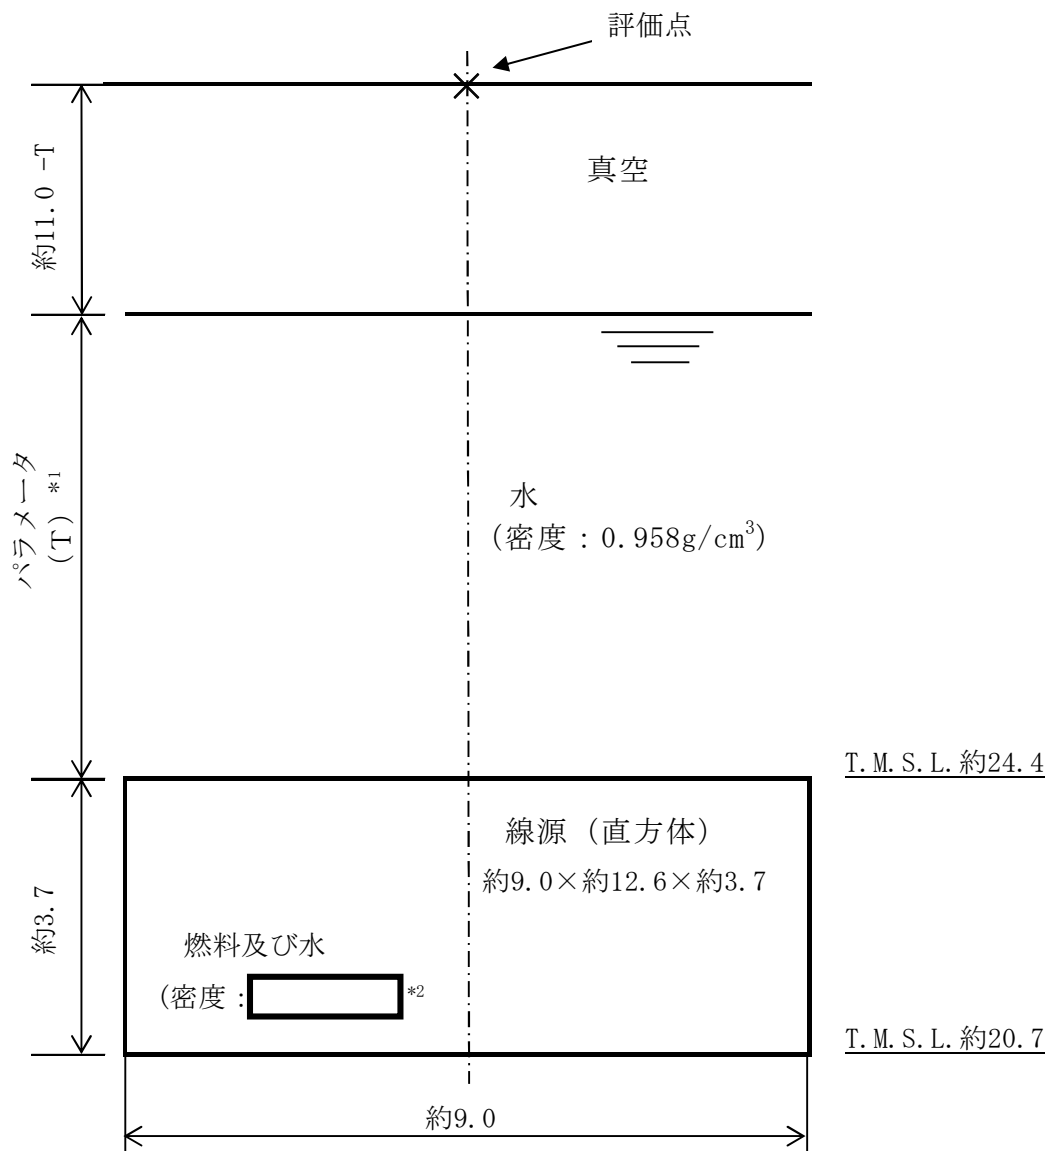 評価点
真空
約11.0 -T
パラメータ
(T) *1
水
(密度：0.958g/cm3)
T.M.S.L.約24.4
線源（直方体）
約9.0×約12.6×約3.7
約3.7
燃料及び水
(密度： *2
T.M.S.L.約20.7
約9.0